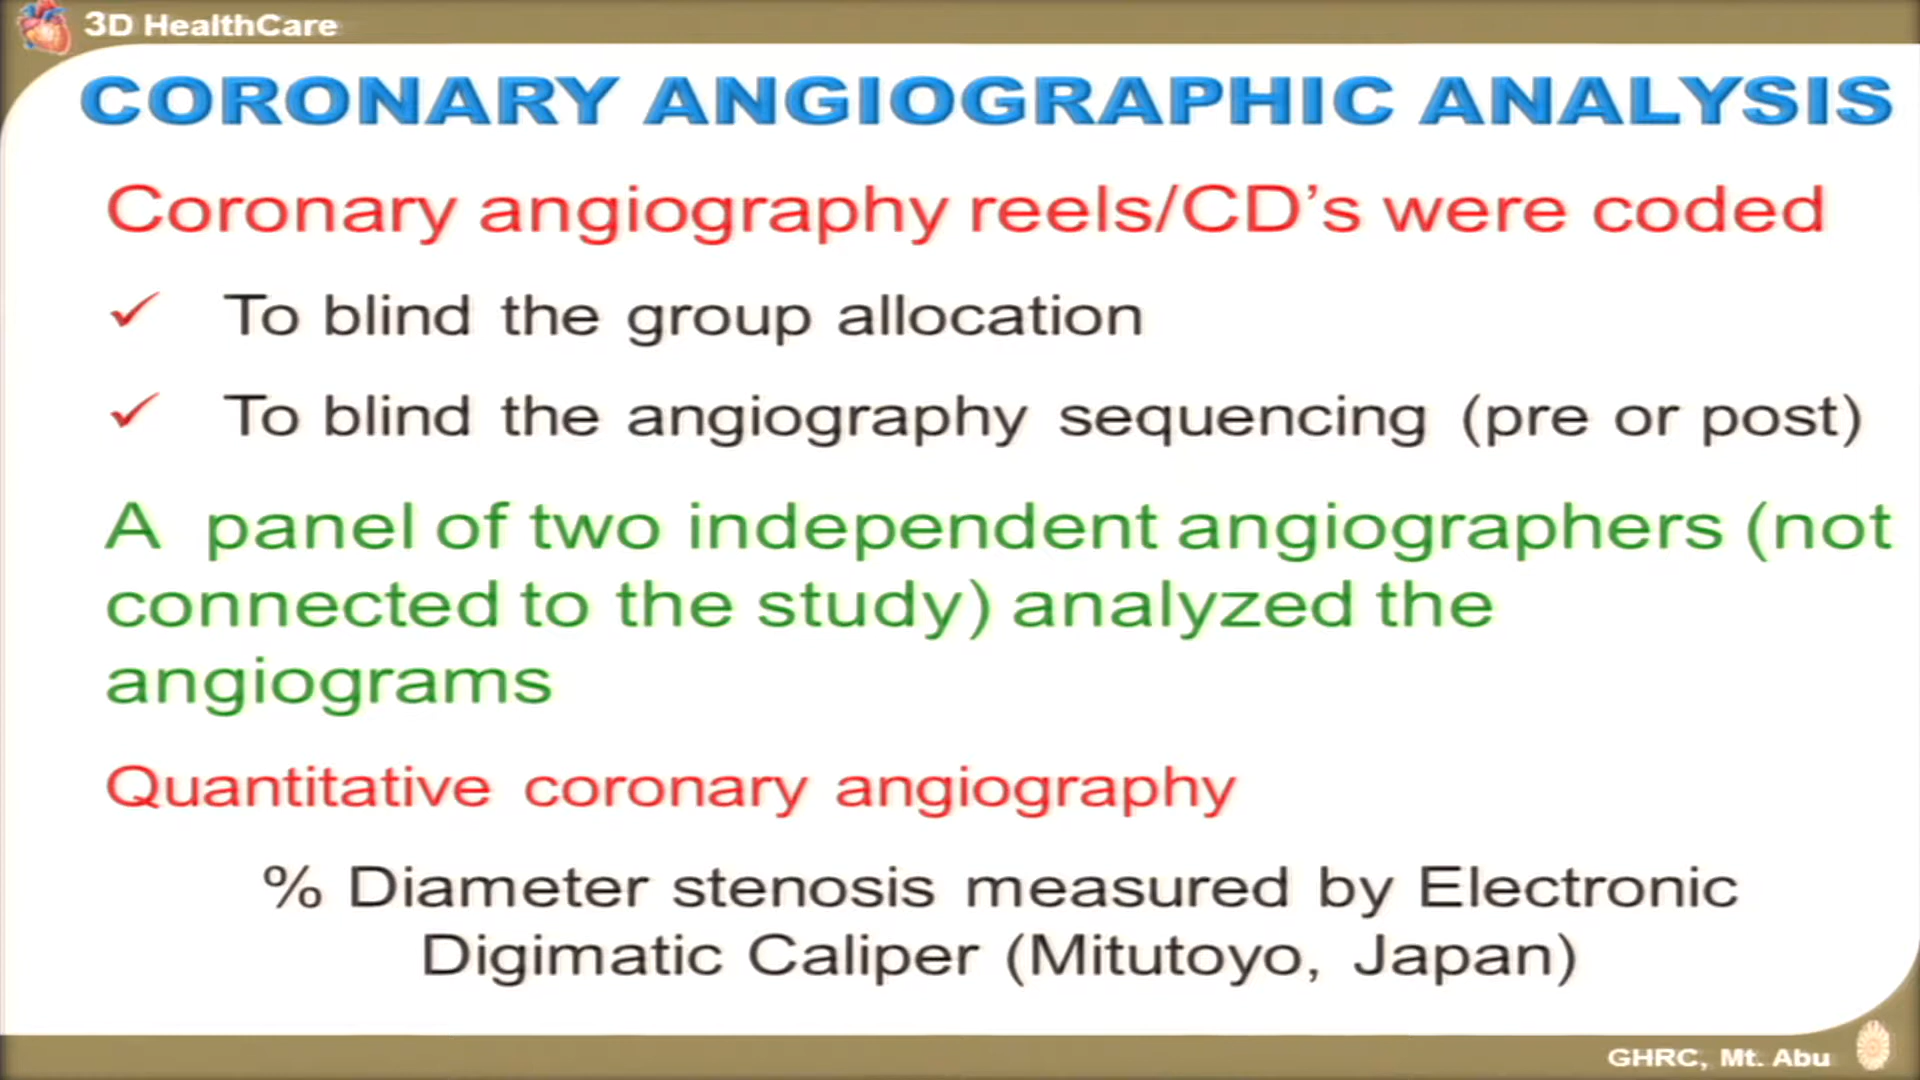 3D HealthCare
CORONARY ANGIOGRAPHIC ANALYSIS
Coronary angiography reels/CD’s were coded
✓ To blind the group allocation
✓ To blind the angiography sequencing (pre or post)
A panel of two independent angiographers (not
connected to the study) analyzed the
angiograms
Quantitative coronary angiography
% Diameter stenosis measured by Electronic
Digimatic Caliper (Mitutoyo, Japan)
GHRC, Mt. Abu